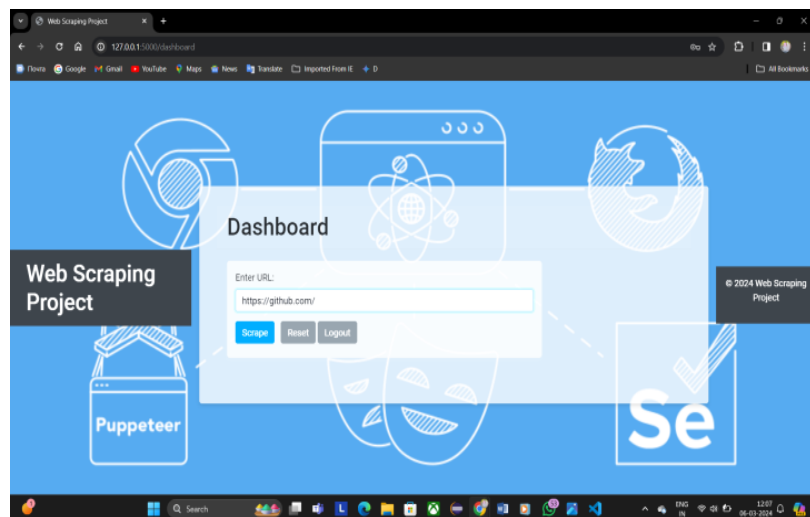 Web Scraping Project
127.0.0.1:5000/dashboard
Почта Google Gmail YouTube Maps News Translate Imported From IE D All Bookmarks
Dashboard
Web Scraping
Project
Enter URL:
https://github.com/
Scrape Reset Logout
© 2024 Web Scraping
Project
Puppeteer
Se
Search
ENG
IN
12:07
06-03-2024